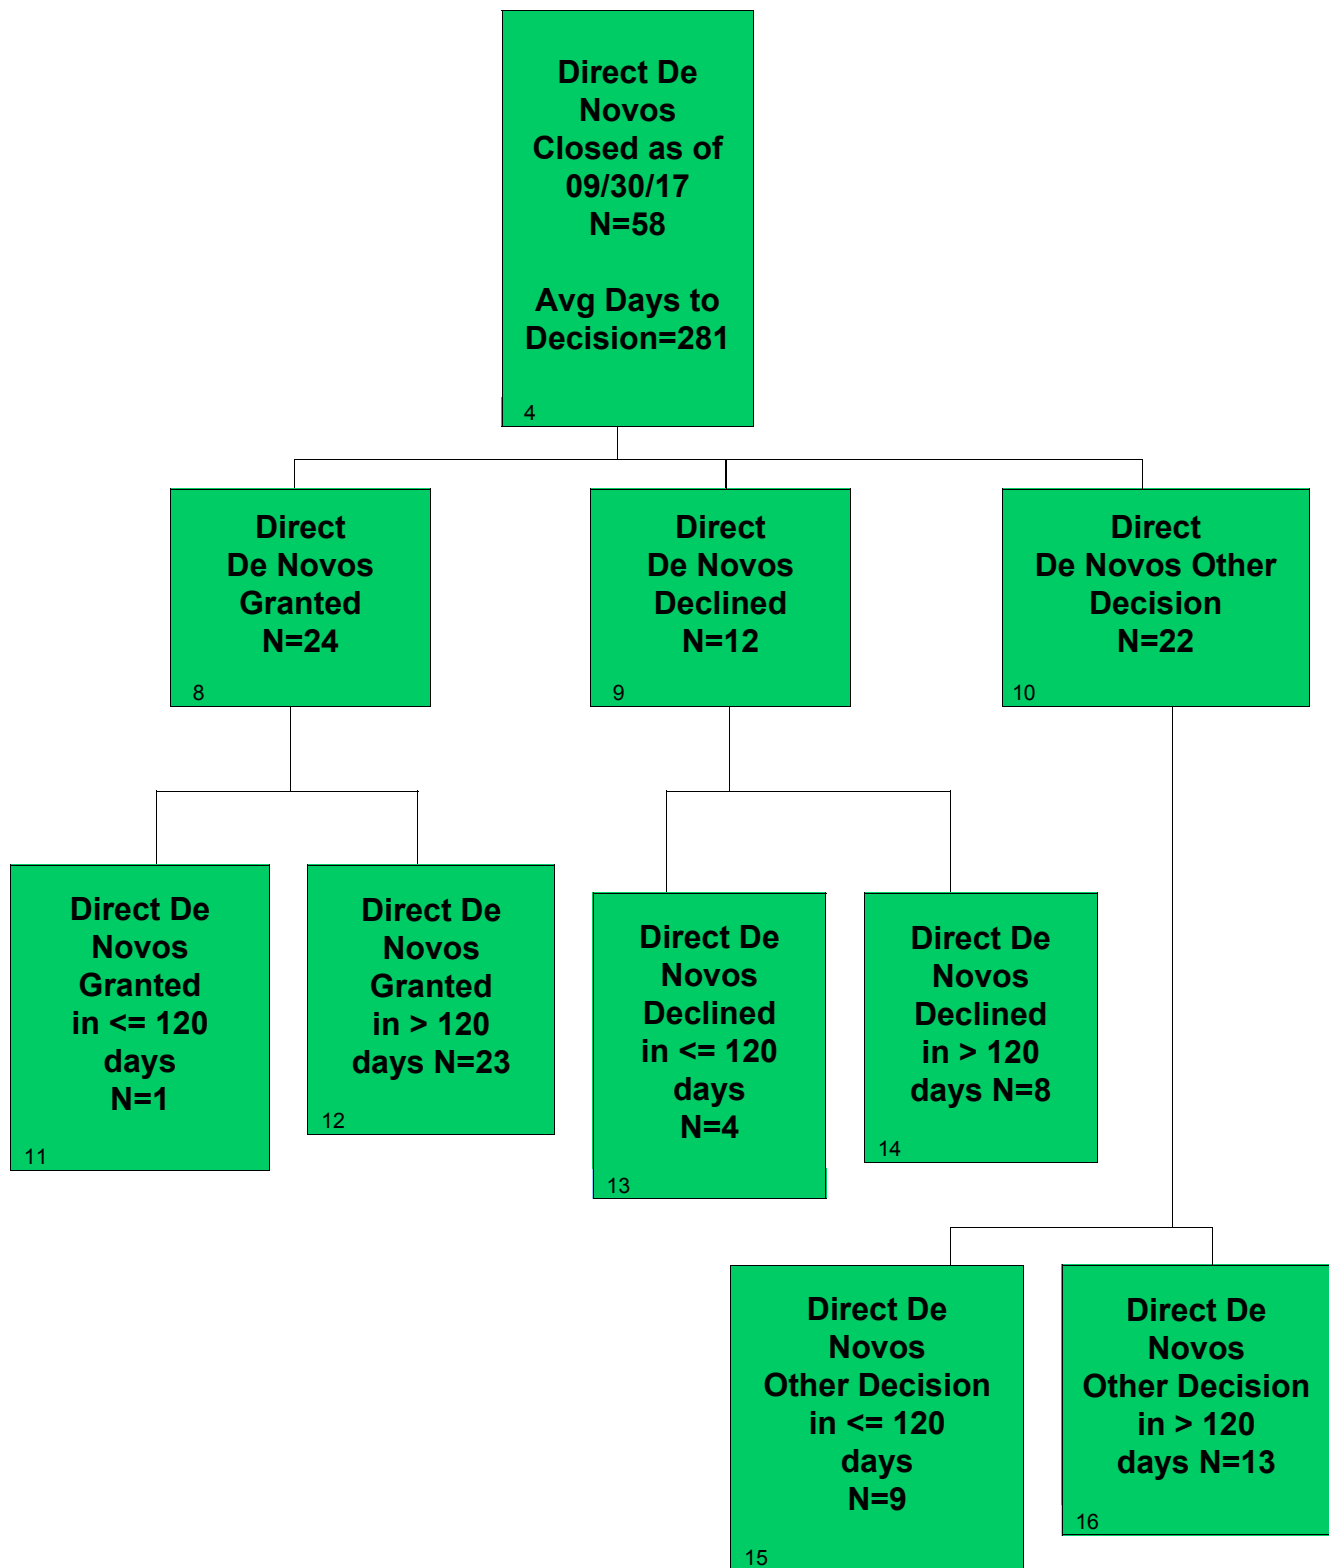 Direct De
Novos
Closed as of
09/30/17
N=58
Avg Days to
Decision=281
4
Direct
De Novos
Granted
N=24
8
Direct
De Novos
Declined
N=12
9
Direct
De Novos Other
Decision
N=22
10
Direct De
Novos
Granted
in <= 120
days
N=1
11
Direct De
Novos
Granted
in > 120
days N=23
12
Direct De
Novos
Declined
in <= 120
days
N=4
13
Direct De
Novos
Declined
in > 120
days N=8
14
Direct De
Novos
Other Decision
in <= 120
days
N=9
15
Direct De
Novos
Other Decision
in > 120
days N=13
16